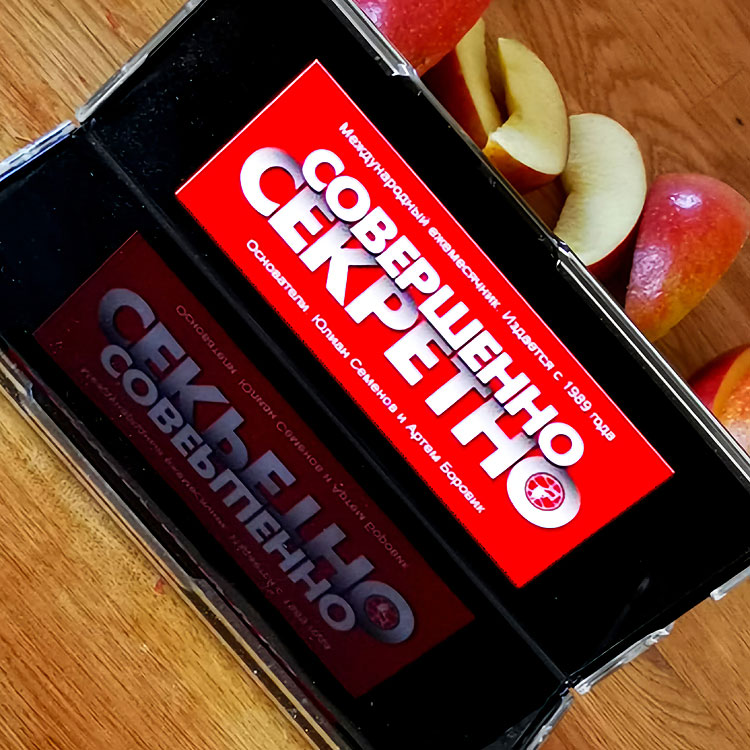 Международный ежемесячник. Издается с 1989 года
СОВЕРШЕННО
СЕКРЕТНО
Основатели Юлиан Семенов и Артем Боровик